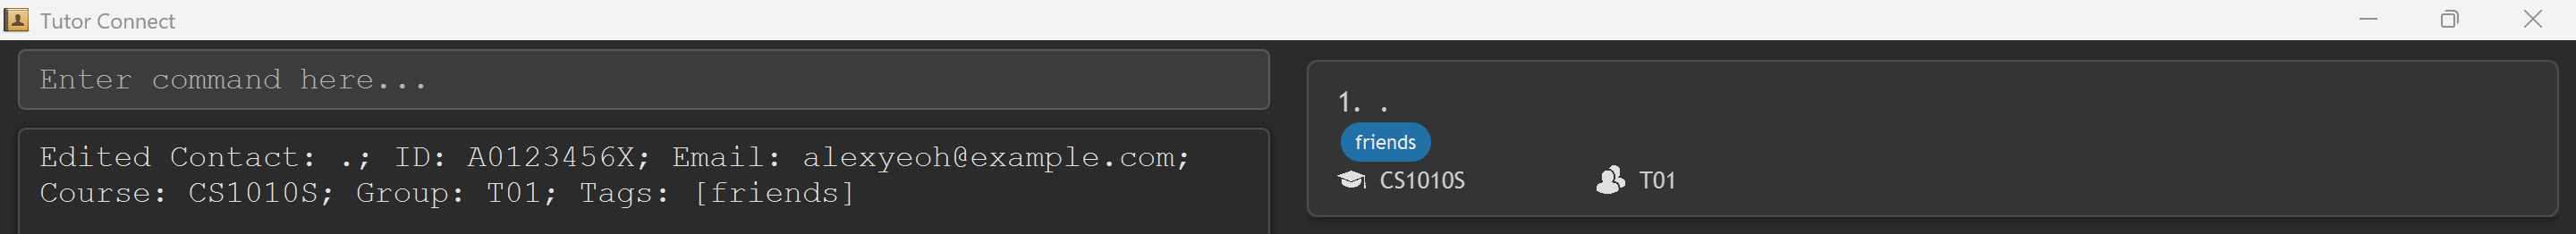 Tutor Connect
Enter command here...
Edited Contact: .; ID: A0123456X; Email: alexyeoh@example.com;
Course: CS1010S; Group: T01; Tags: [friends]
1. .
friends
CS1010S
T01